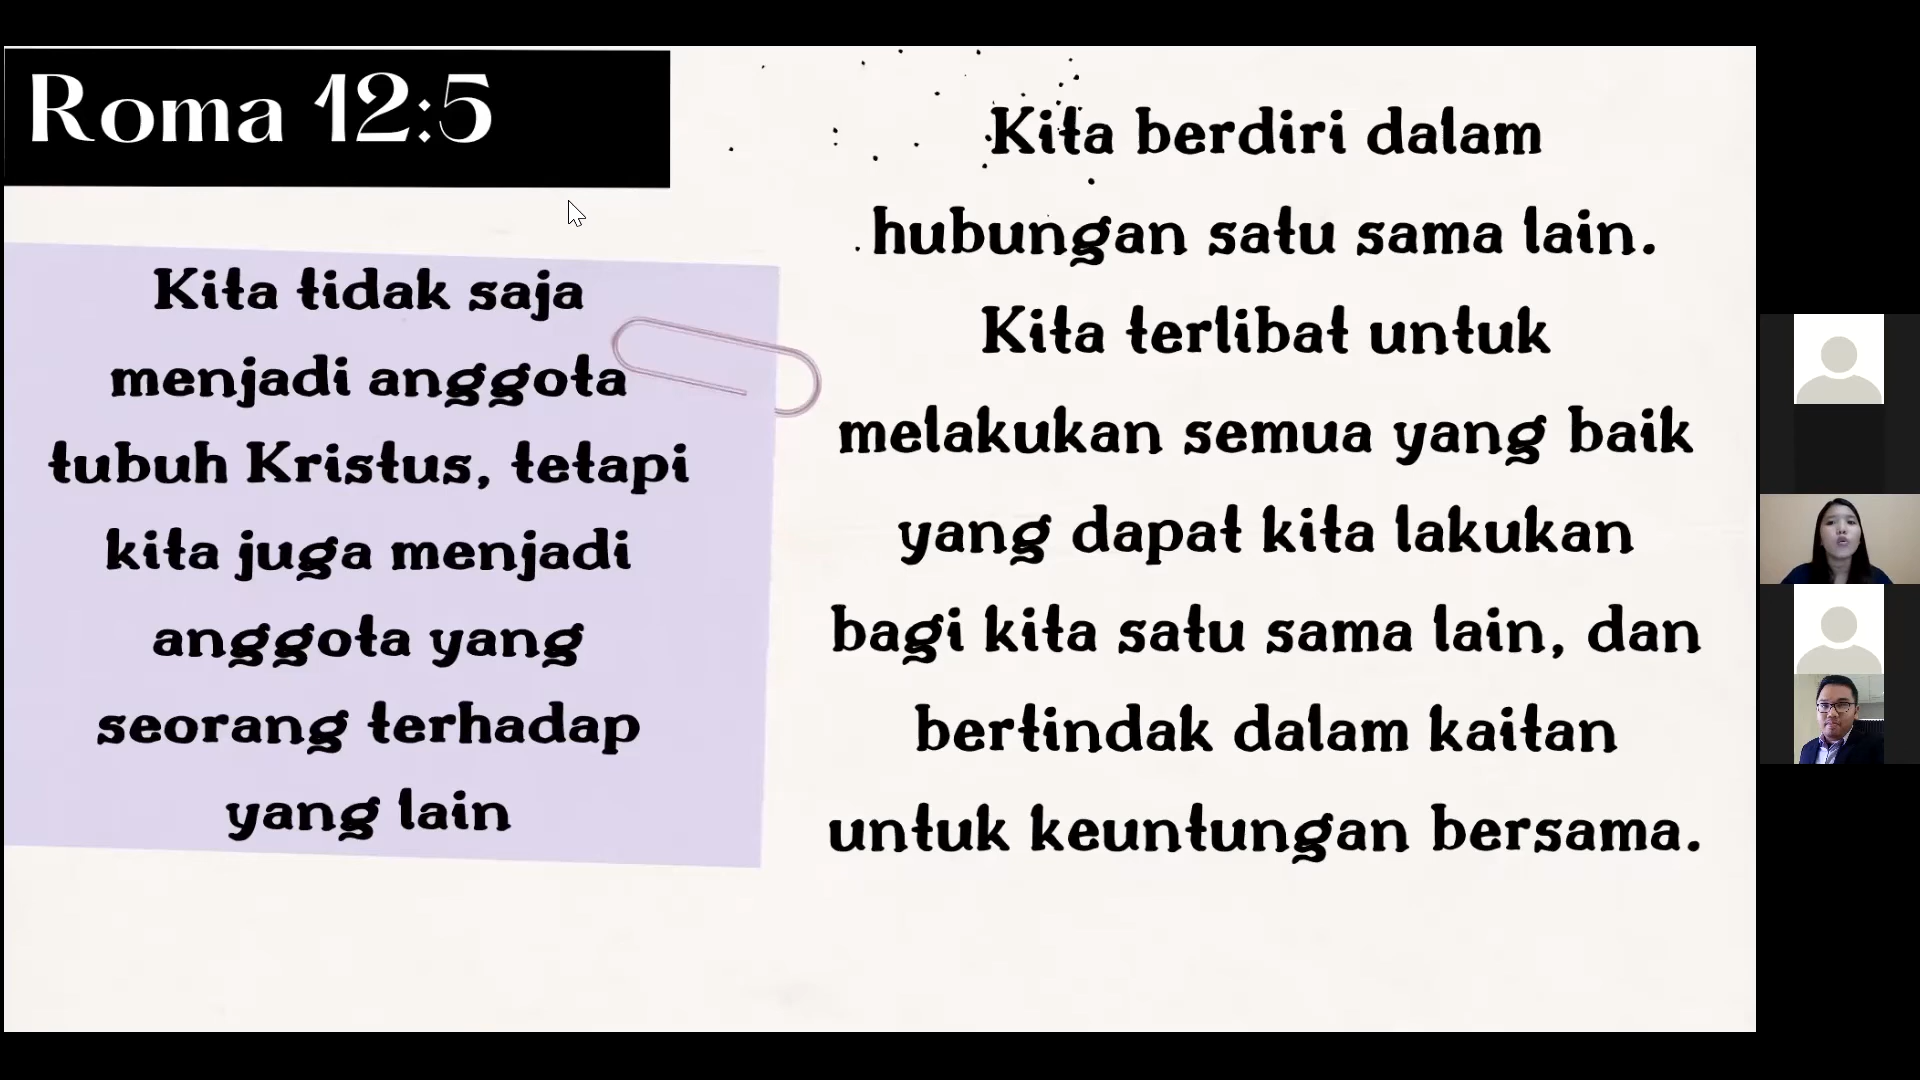 Roma 12:5
Kita tidak saja
menjadi anggota
tubuh Kristus, tetapi
kita juga menjadi
anggota yang
seorang terhadap
yang lain
Kita berdiri dalam
hubungan satu sama lain.
Kita terlibat untuk
melakukan semua yang baik
yang dapat kita lakukan
bagi kita satu sama lain, dan
bertindak dalam kaitan
untuk keuntungan bersama.